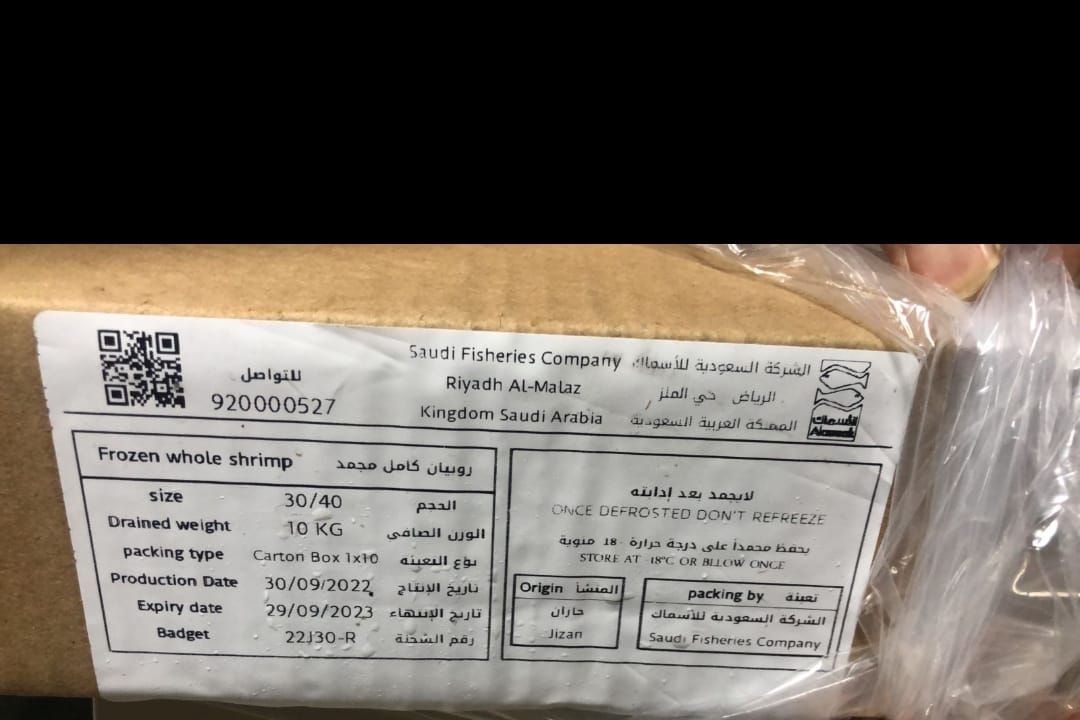 Saudi Fisheries Company الشركة السعودية للأسماك
للتواصل
Riyadh AL-Malaz الرياض حي الملز
920000527
Kingdom Saudi Arabia المملكة العربية السعودية
الأسماك
Alasmak
Frozen whole shrimp روبيان كامل مجمد
size 30/40 الحجم
Drained weight 10 KG الوزن الصافي
packing type Carton Box 1x10 نوع التعبئة
Production Date 30/09/2022 تاريخ الإنتاج
Expiry date 29/09/2023 تاريخ الإنتهاء
Badget 22J30-R رقم الشحنة
لايجمد بعد إذابته
ONCE DEFROSTED DON'T REFREEZE
يحفظ مجمداً على درجة حرارة -18 مئوية
STORE AT -18°C OR BLLOW ONCE
Origin المنشأ
جازان
Jizan
packing by تعبئة
الشركة السعودية للأسماك
Saudi Fisheries Company